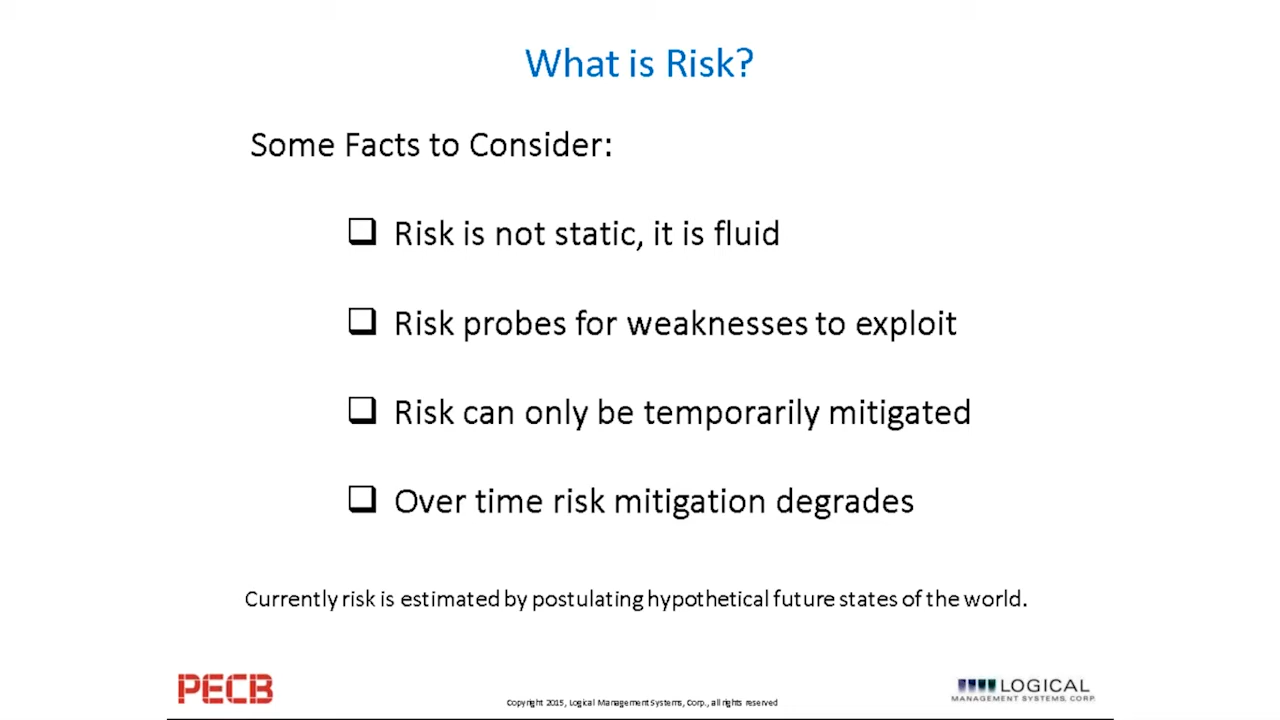 What is Risk?
Some Facts to Consider:
Risk is not static, it is fluid
Risk probes for weaknesses to exploit
Risk can only be temporarily mitigated
Over time risk mitigation degrades
Currently risk is estimated by postulating hypothetical future states of the world.
PECB
Copyright 2015, Logical Management Systems, Corp., all rights reserved
LOGICAL
MANAGEMENT SYSTEMS, CORP.